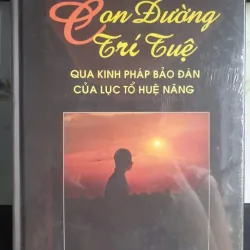 Con Đường
Trí Tuệ
QUA KINH PHÁP BẢO ĐÀN
CỦA LỤC TỔ HUỆ NĂNG